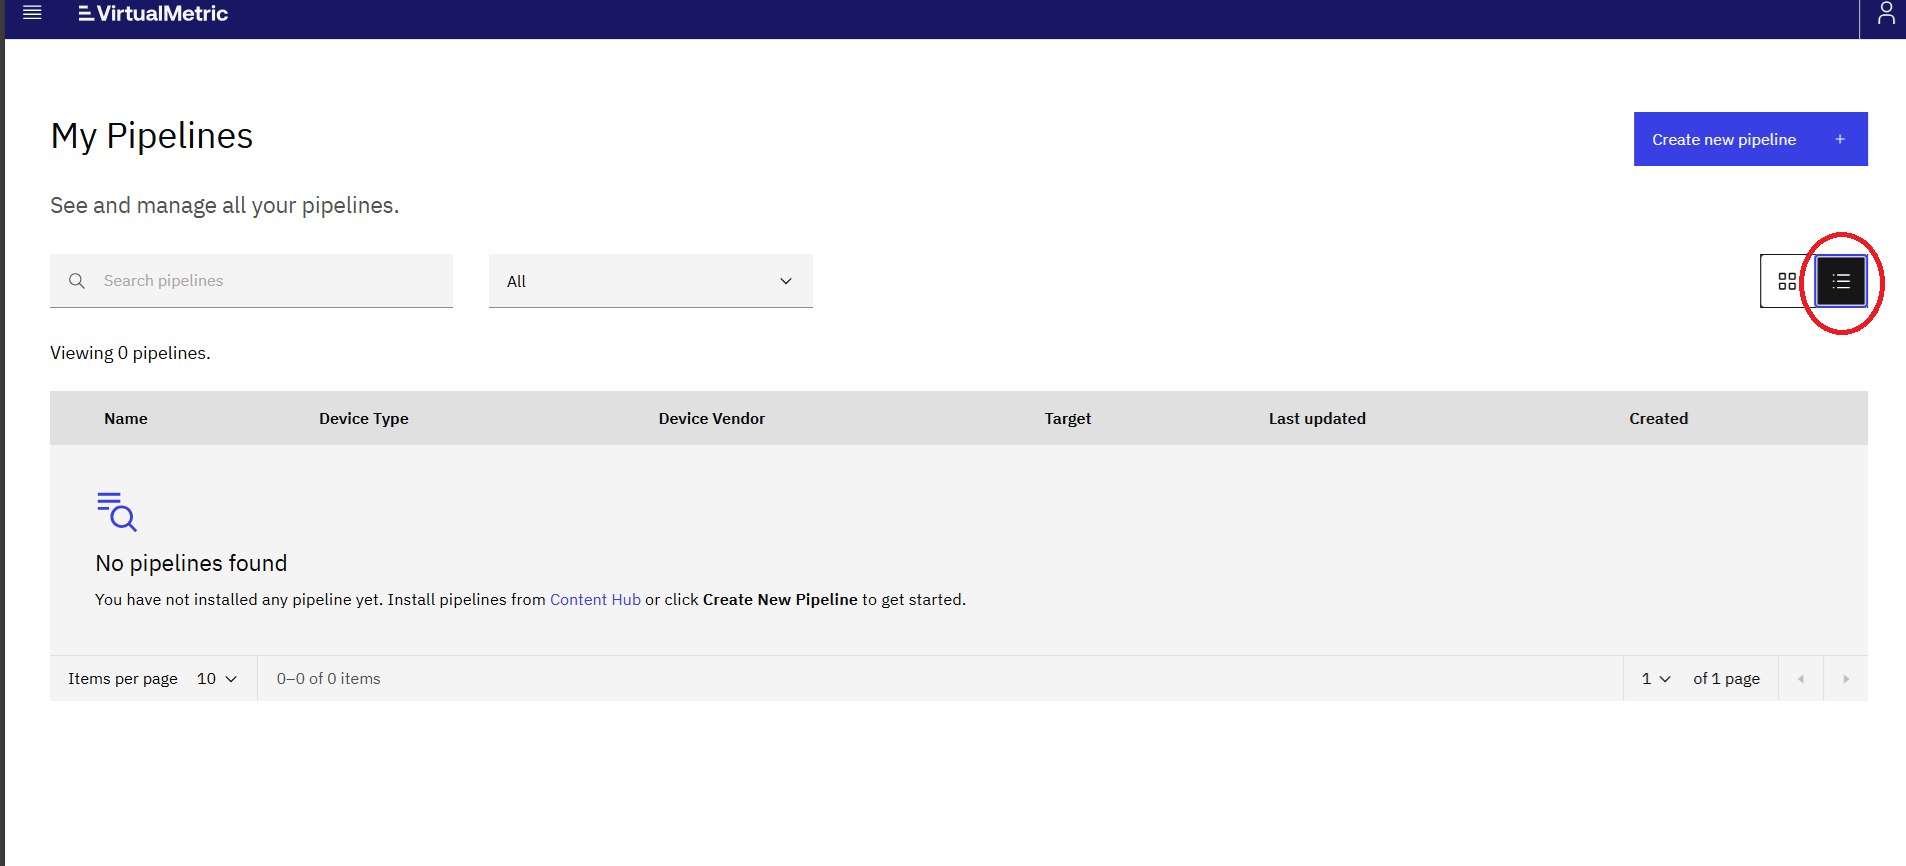 VirtualMetric
My Pipelines
Create new pipeline +
See and manage all your pipelines.
Search pipelines
All
Viewing 0 pipelines.
Name Device Type Device Vendor Target Last updated Created
No pipelines found
You have not installed any pipeline yet. Install pipelines from Content Hub or click Create New Pipeline to get started.
Items per page 10 0–0 of 0 items 1 of 1 page